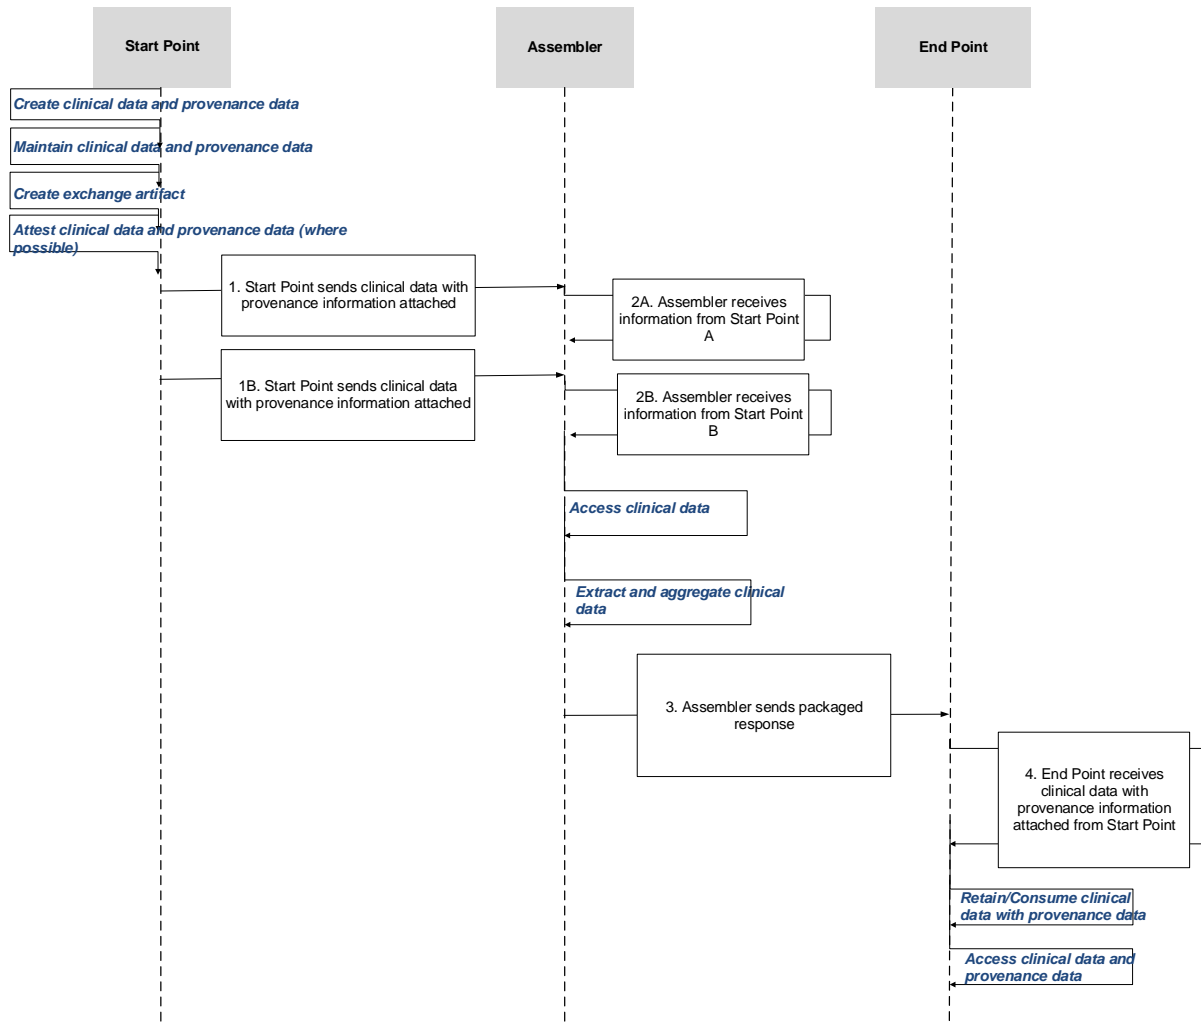 Start Point
Assembler
End Point
Create clinical data and provenance data
Maintain clinical data and provenance data
Create exchange artifact
Attest clinical data and provenance data (where
possible)
1. Start Point sends clinical data with
provenance information attached
2A. Assembler receives
information from Start Point
A
1B. Start Point sends clinical data
with provenance information attached
2B. Assembler receives
information from Start Point
B
Access clinical data
Extract and aggregate clinical
data
3. Assembler sends packaged
response
4. End Point receives
clinical data with
provenance information
attached from Start Point
Retain/Consume clinical
data with provenance data
Access clinical data and
provenance data